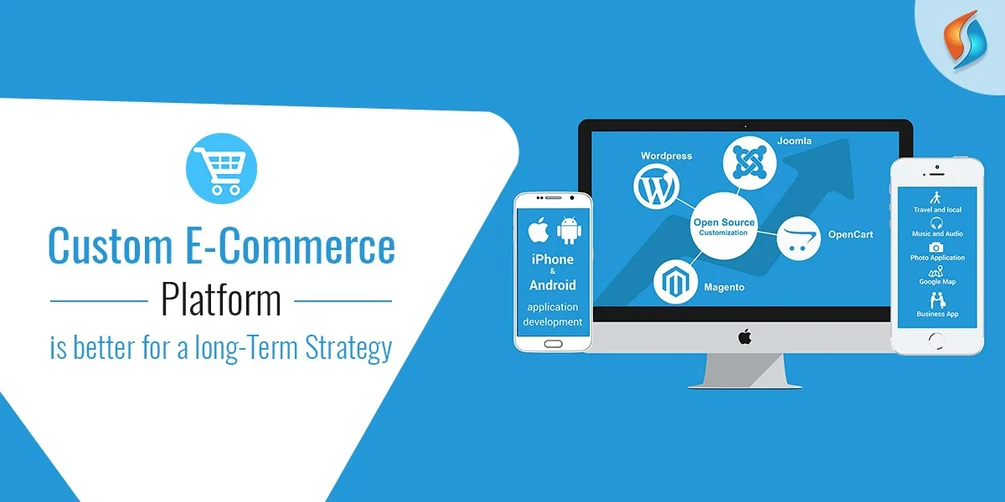 Custom E-Commerce
Platform
is better for a long-Term Strategy
iPhone
&
Android
application
development
Wordpress
Joomla
Open Source
Customization
OpenCart
Magento
Travel and local
Music and Audio
Photo Application
Google Map
Business App